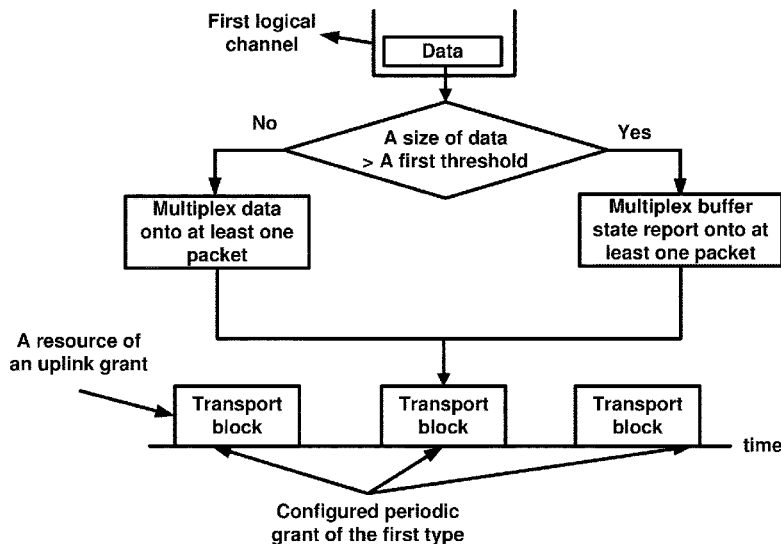 First logical
channel
Data
No
A size of data
> A first threshold
Yes
Multiplex data
onto at least one
packet
Multiplex buffer
state report onto at
least one packet
A resource of
an uplink grant
Transport
block
Transport
block
Transport
block
time
Configured periodic
grant of the first type